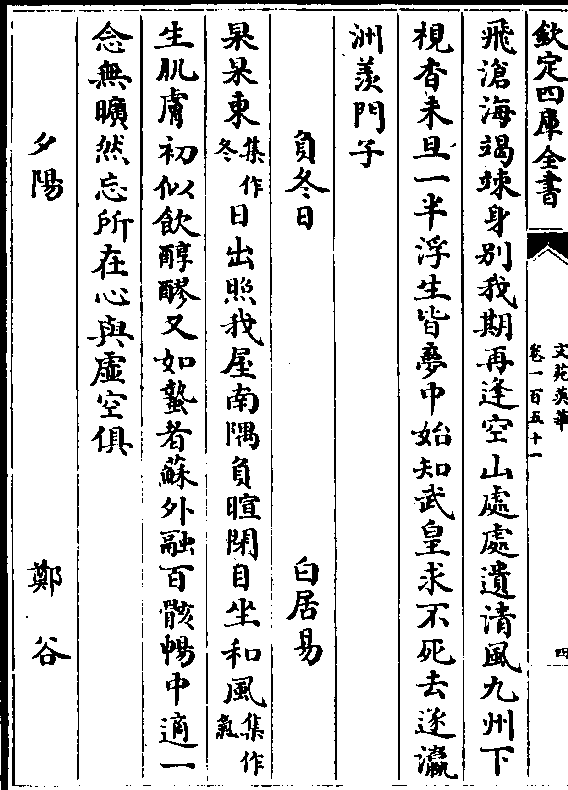 欽定四庫全書
文苑英華
卷一百五十一
四
飛滄海竭竦身別我期再逢空山處處遺清風九州下
視杳未旦一半浮生皆夢中始知武皇求不死去逐瀛
洲羨門子
負冬日 白居易
杲杲東集作冬日出照我屋南隅負暄閉目坐和風集作氣
生肌膚初似飲醇醪又如蟄者蘇外融百骸暢中適一
念無曠然忘所在心與虛空俱
夕陽 鄭谷